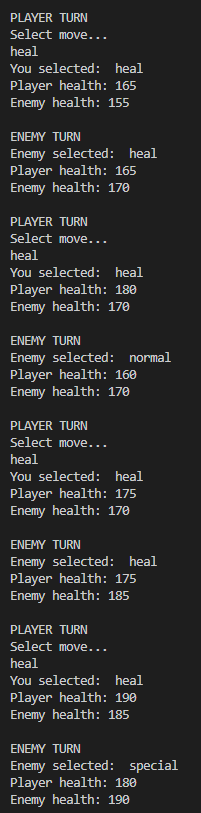 PLAYER TURN
Select move...
heal
You selected:  heal
Player health: 165
Enemy health: 155
ENEMY TURN
Enemy selected:  heal
Player health: 165
Enemy health: 170
PLAYER TURN
Select move...
heal
You selected:  heal
Player health: 180
Enemy health: 170
ENEMY TURN
Enemy selected:  normal
Player health: 160
Enemy health: 170
PLAYER TURN
Select move...
heal
You selected:  heal
Player health: 175
Enemy health: 170
ENEMY TURN
Enemy selected:  heal
Player health: 175
Enemy health: 185
PLAYER TURN
Select move...
heal
You selected:  heal
Player health: 190
Enemy health: 185
ENEMY TURN
Enemy selected:  special
Player health: 180
Enemy health: 190